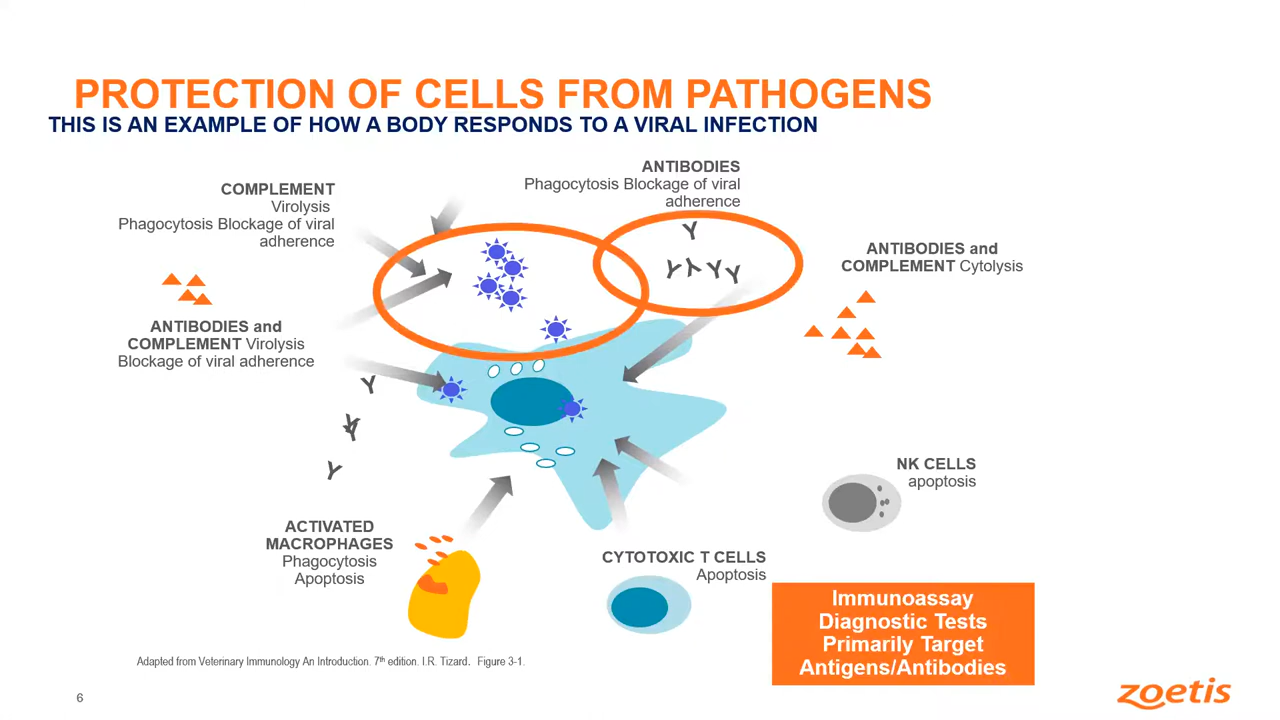 PROTECTION OF CELLS FROM PATHOGENS
THIS IS AN EXAMPLE OF HOW A BODY RESPONDS TO A VIRAL INFECTION
COMPLEMENT
Virolysis
Phagocytosis Blockage of viral
adherence
ANTIBODIES
Phagocytosis Blockage of viral
adherence
ANTIBODIES and
COMPLEMENT Cytolysis
ANTIBODIES and
COMPLEMENT Virolysis
Blockage of viral adherence
NK CELLS
apoptosis
ACTIVATED
MACROPHAGES
Phagocytosis
Apoptosis
CYTOTOXIC T CELLS
Apoptosis
Immunoassay
Diagnostic Tests
Primarily Target
Antigens/Antibodies
Adapted from Veterinary Immunology An Introduction. 7th edition. I.R. Tizard. Figure 3-1.
6
zoetis